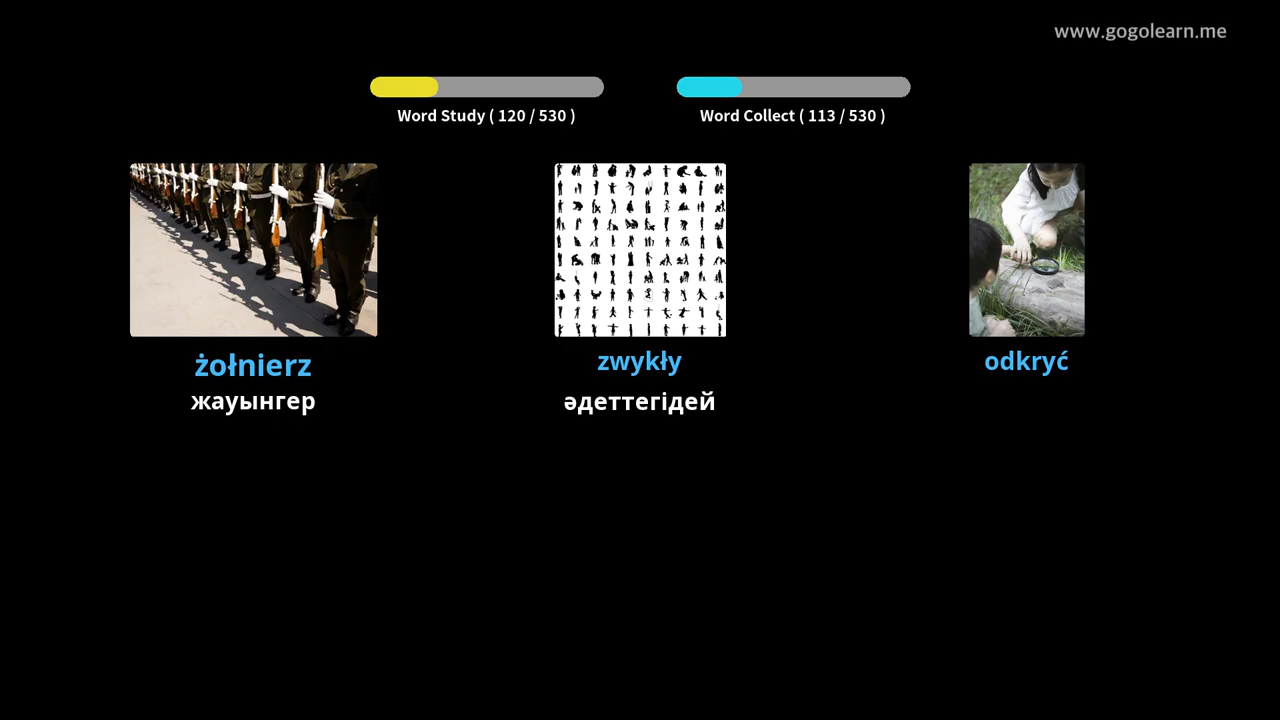 www.gogolearn.me
Word Study ( 120 / 530 )
Word Collect ( 113 / 530 )
żołnierz
жауынгер
zwykły
әдеттегідей
odkryć